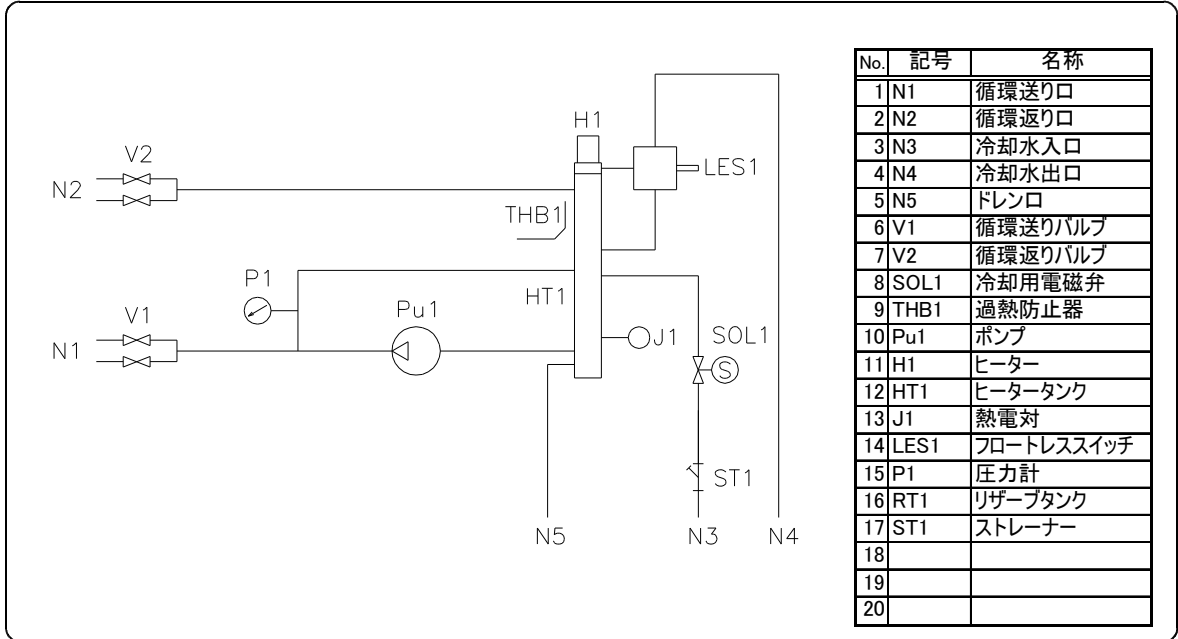 H1
V2
N2
LES1
THB1
P1
HT1
V1
Pu1
N1
J1
SOL1
S
ST1
N5
N3
N4
No. 記号 名称
1 N1 循環送り口
2 N2 循環返り口
3 N3 冷却水入口
4 N4 冷却水出口
5 N5 ドレン口
6 V1 循環送りバルブ
7 V2 循環返りバルブ
8 SOL1 冷却用電磁弁
9 THB1 過熱防止器
10 Pu1 ポンプ
11 H1 ヒーター
12 HT1 ヒータータンク
13 J1 熱電対
14 LES1 フロートレススイッチ
15 P1 圧力計
16 RT1 リザーブタンク
17 ST1 ストレーナー
18
19
20